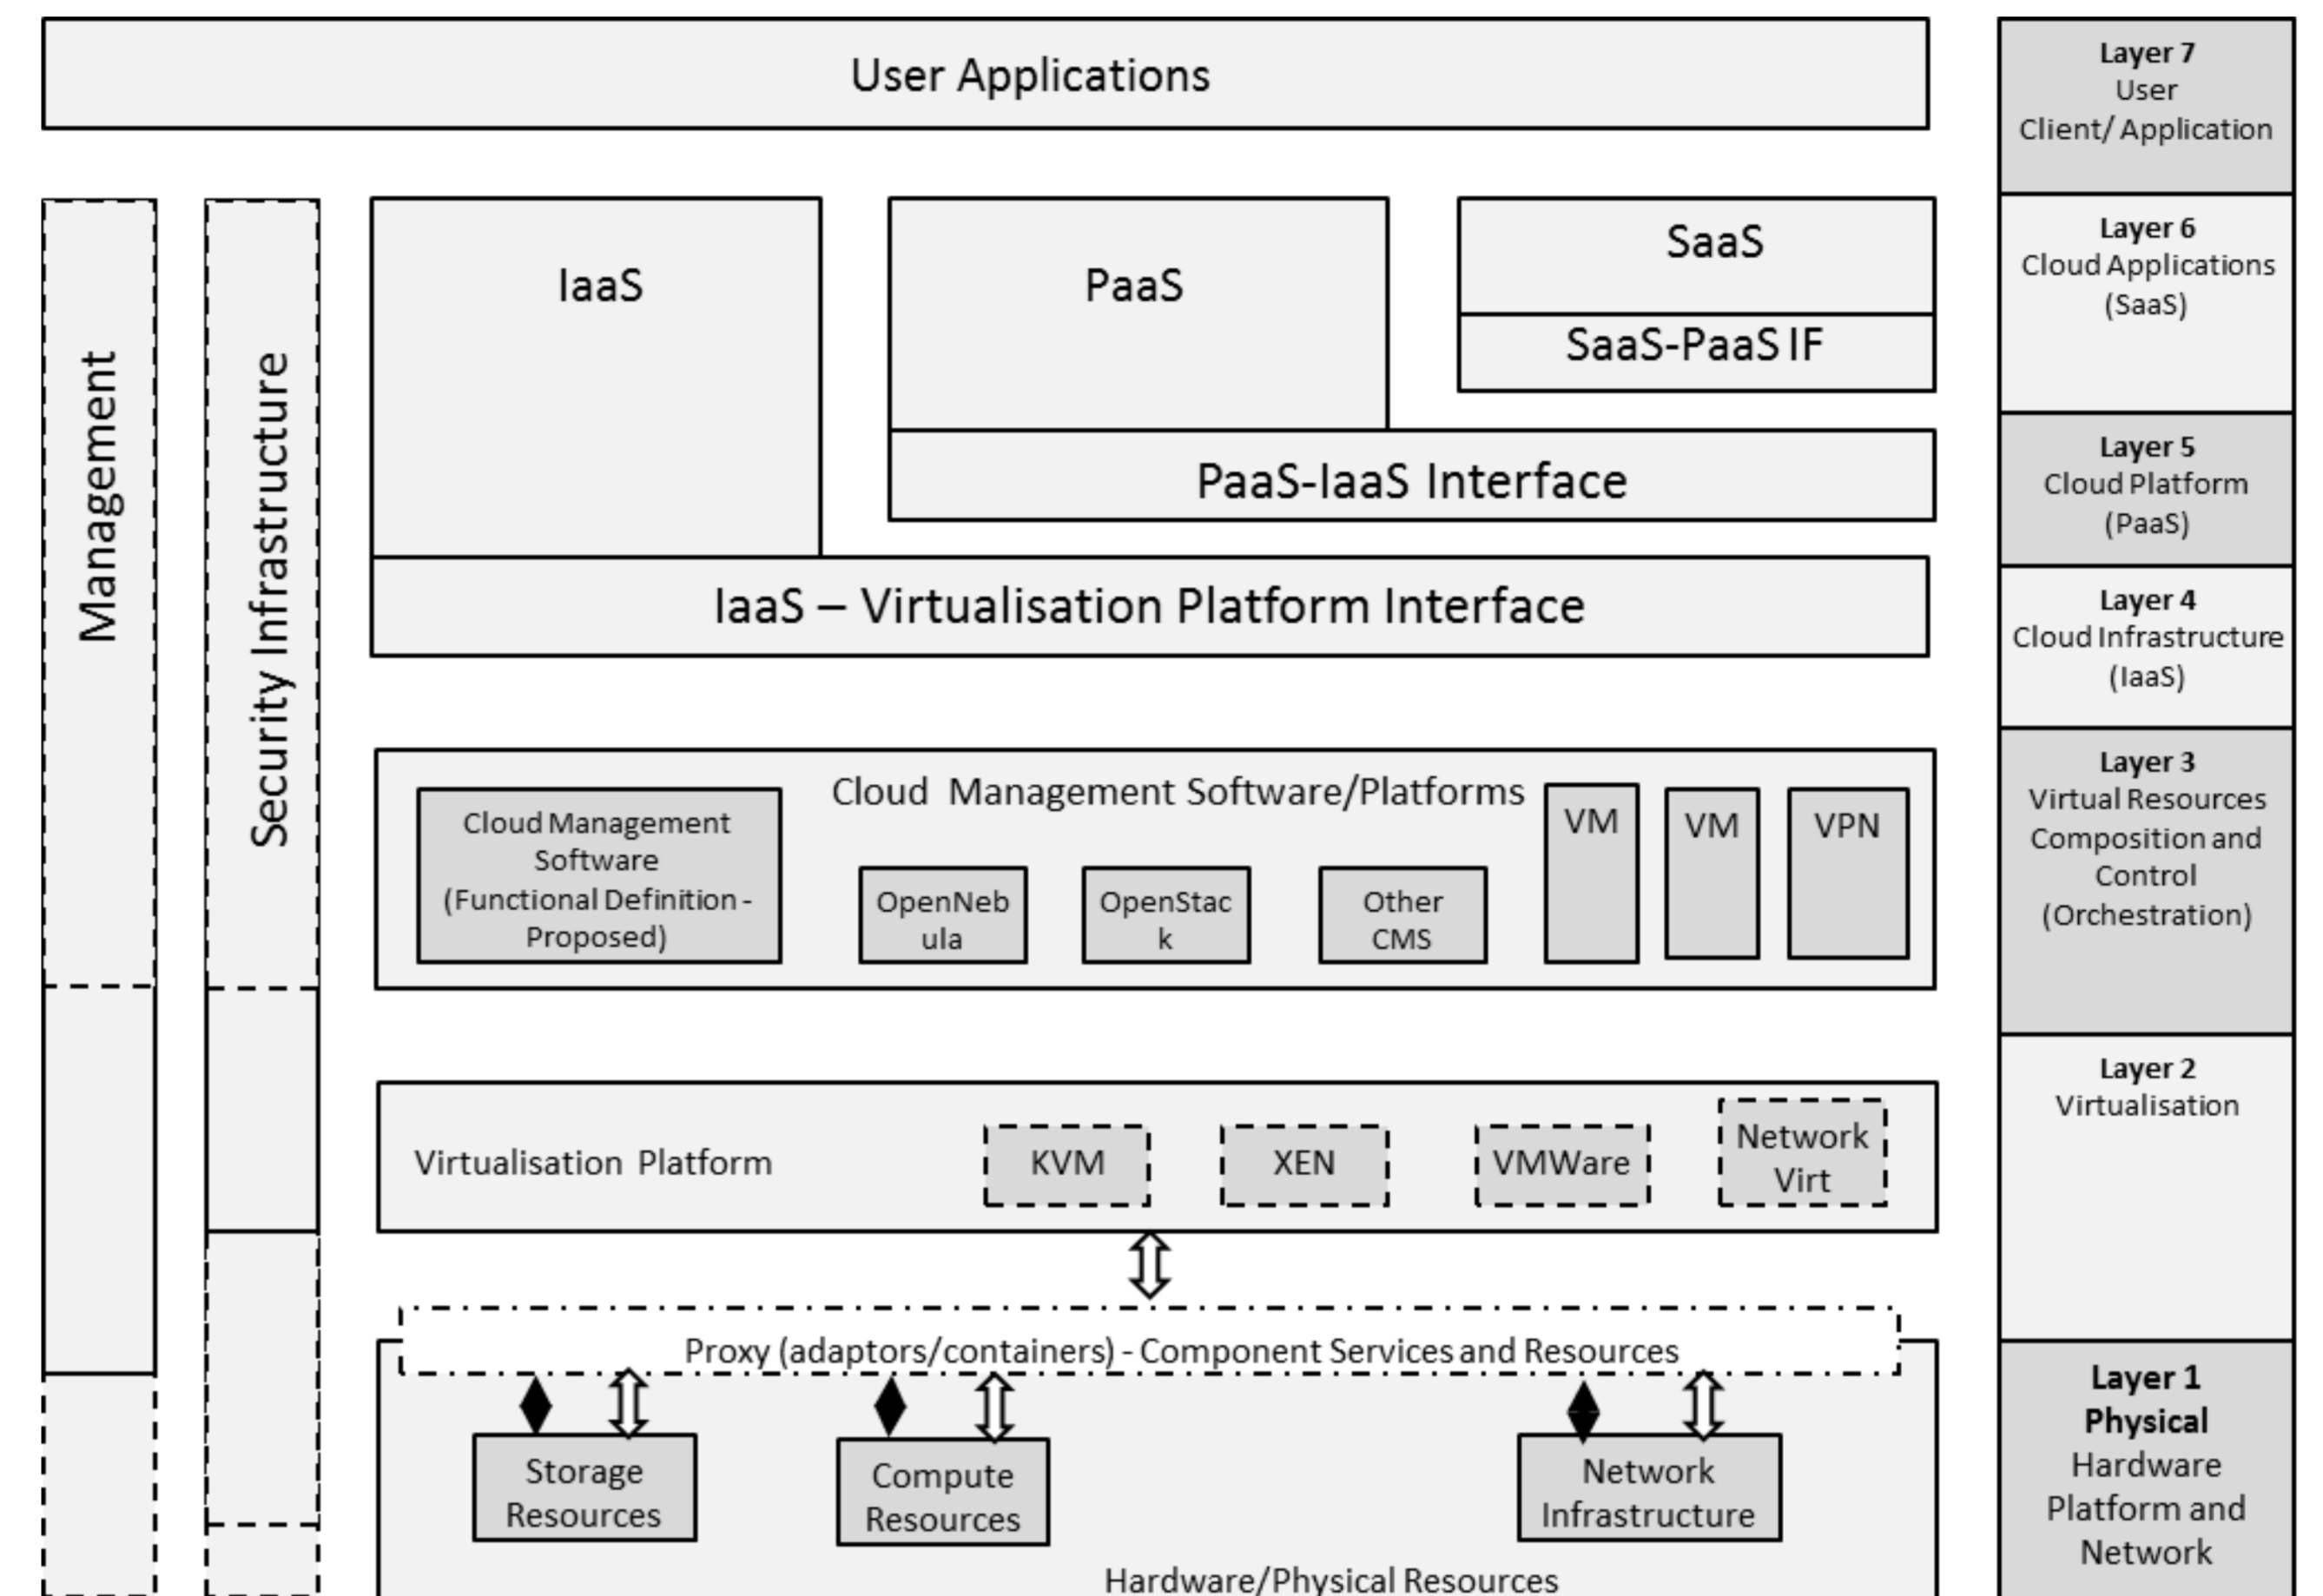 User Applications
Layer 7
User
Client/ Application
Management
Security Infrastructure
IaaS
PaaS
SaaS
SaaS-PaaS IF
Layer 6
Cloud Applications
(SaaS)
PaaS-IaaS Interface
Layer 5
Cloud Platform
(PaaS)
IaaS – Virtualisation Platform Interface
Layer 4
Cloud Infrastructure
(IaaS)
Cloud Management Software/Platforms
Cloud Management
Software
(Functional Definition -
Proposed)
OpenNeb
ula
OpenStac
k
Other
CMS
VM
VM
VPN
Layer 3
Virtual Resources
Composition and
Control
(Orchestration)
Virtualisation Platform
KVM
XEN
VMWare
Network
Virt
Layer 2
Virtualisation
Proxy (adaptors/containers) - Component Services and Resources
Storage
Resources
Compute
Resources
Network
Infrastructure
Hardware/Physical Resources
Layer 1
Physical
Hardware
Platform and
Network